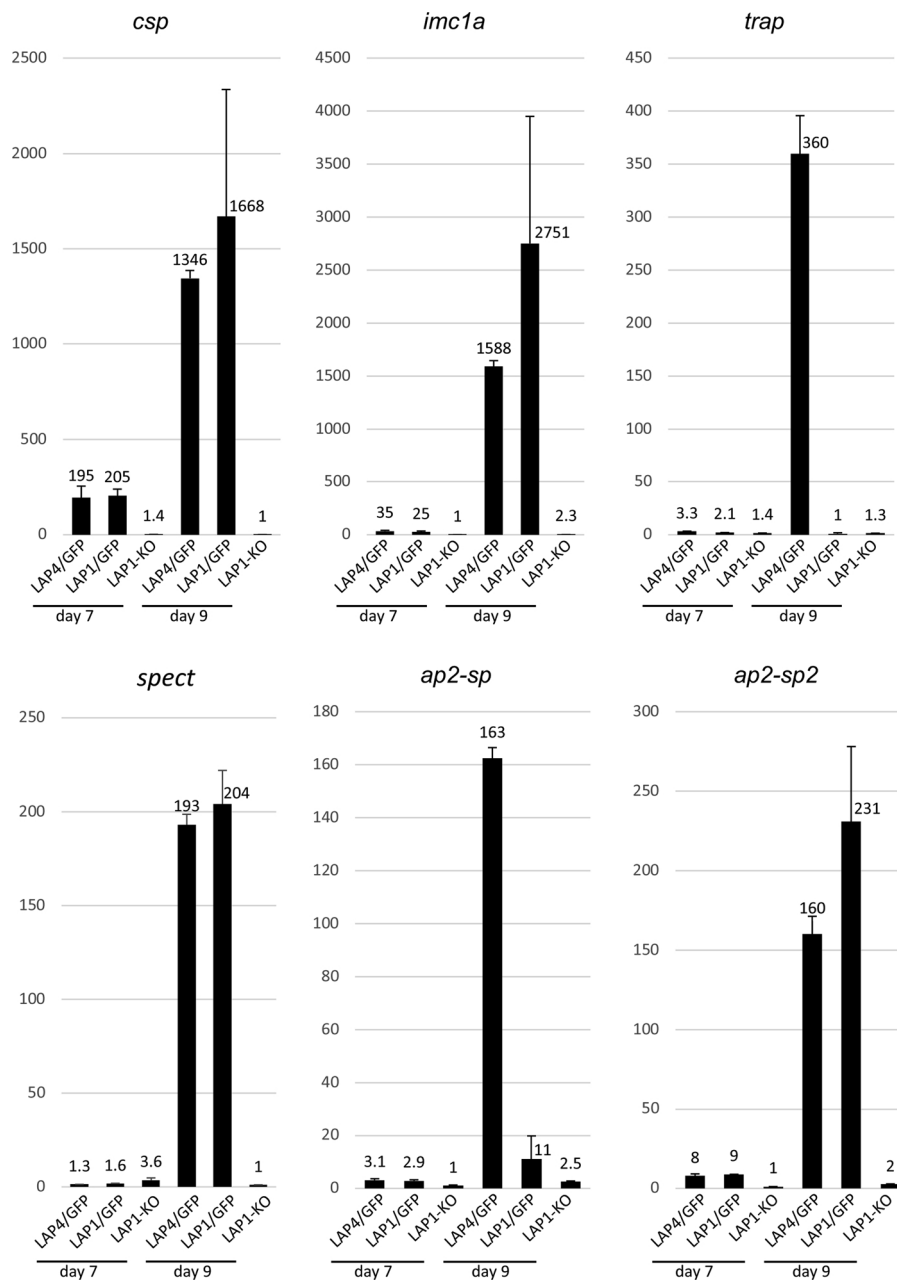 csp
imc1a
trap
2500
2000
1500
1000
500
0
195
205
1.4
1346
1668
1
LAP4/GFP
LAP1/GFP
LAP1-KO
LAP4/GFP
LAP1/GFP
LAP1-KO
day 7
day 9
4500
4000
3500
3000
2500
2000
1500
1000
500
0
35
25
1
1588
2751
2.3
LAP4/GFP
LAP1/GFP
LAP1-KO
LAP4/GFP
LAP1/GFP
LAP1-KO
day 7
day 9
450
400
350
300
250
200
150
100
50
0
3.3
2.1
1.4
360
1
1.3
LAP4/GFP
LAP1/GFP
LAP1-KO
LAP4/GFP
LAP1/GFP
LAP1-KO
day 7
day 9
spect
ap2-sp
ap2-sp2
250
200
150
100
50
0
1.3
1.6
3.6
193
204
1
LAP4/GFP
LAP1/GFP
LAP1-KO
LAP4/GFP
LAP1/GFP
LAP1-KO
day 7
day 9
180
160
140
120
100
80
60
40
20
0
3.1
2.9
1
163
11
2.5
LAP4/GFP
LAP1/GFP
LAP1-KO
LAP4/GFP
LAP1/GFP
LAP1-KO
day 7
day 9
300
250
200
150
100
50
0
8
9
1
160
231
2
LAP4/GFP
LAP1/GFP
LAP1-KO
LAP4/GFP
LAP1/GFP
LAP1-KO
day 7
day 9